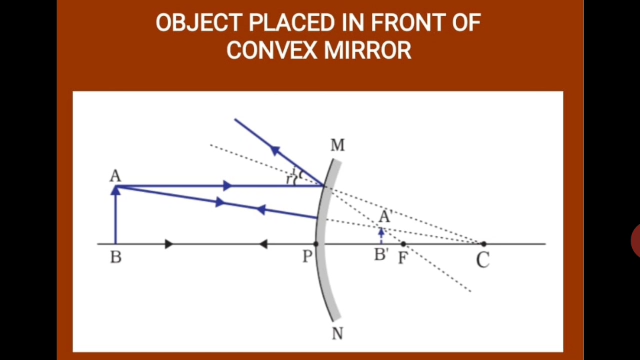 OBJECT PLACED IN FRONT OF
CONVEX MIRROR
M
A
i
r
A'
B
P
B'
F
C
N